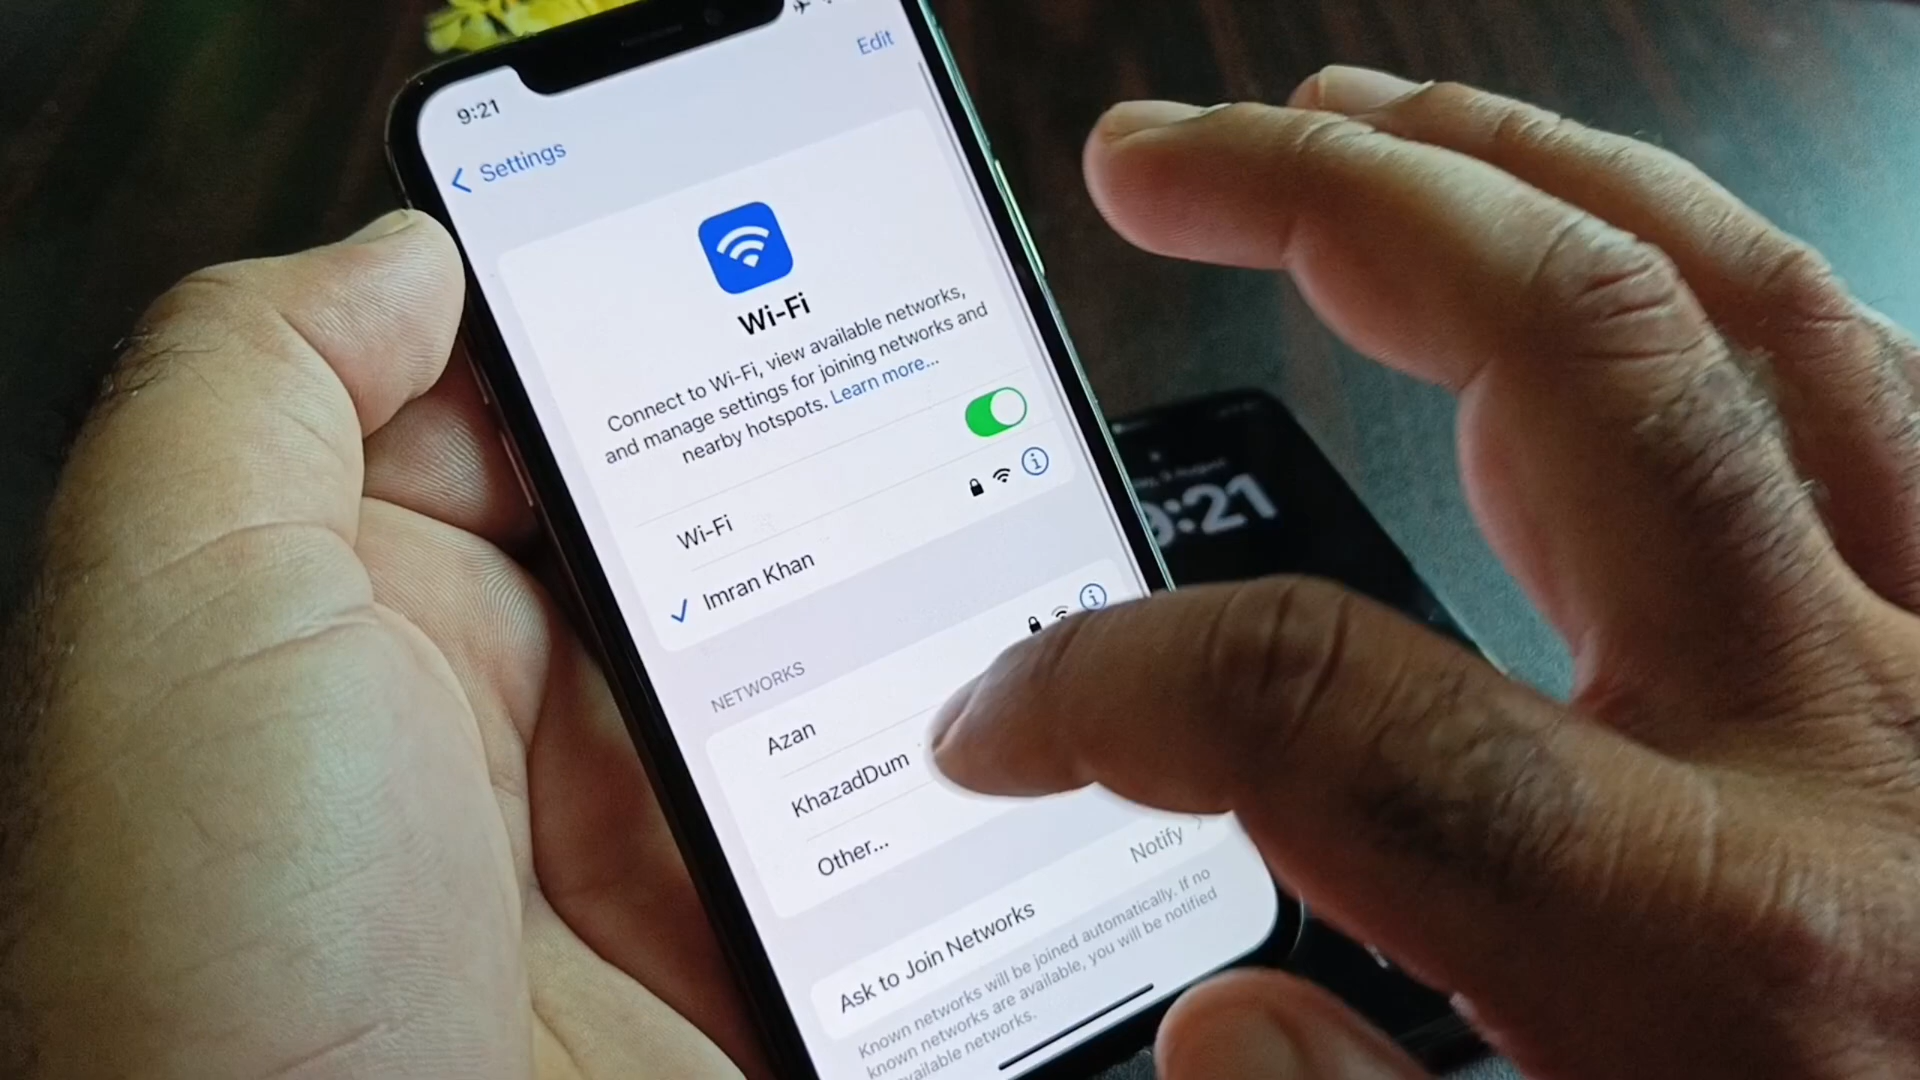 9:21
Edit
Settings
Wi-Fi
Connect to Wi-Fi, view available networks,
and manage settings for joining networks and
nearby hotspots. Learn more...
Wi-Fi
Imran Khan
NETWORKS
Azan
KhazadDum
Other...
Ask to Join Networks
Notify
Known networks will be joined automatically. If no
known networks are available, you will be notified
available networks.
9:21
August